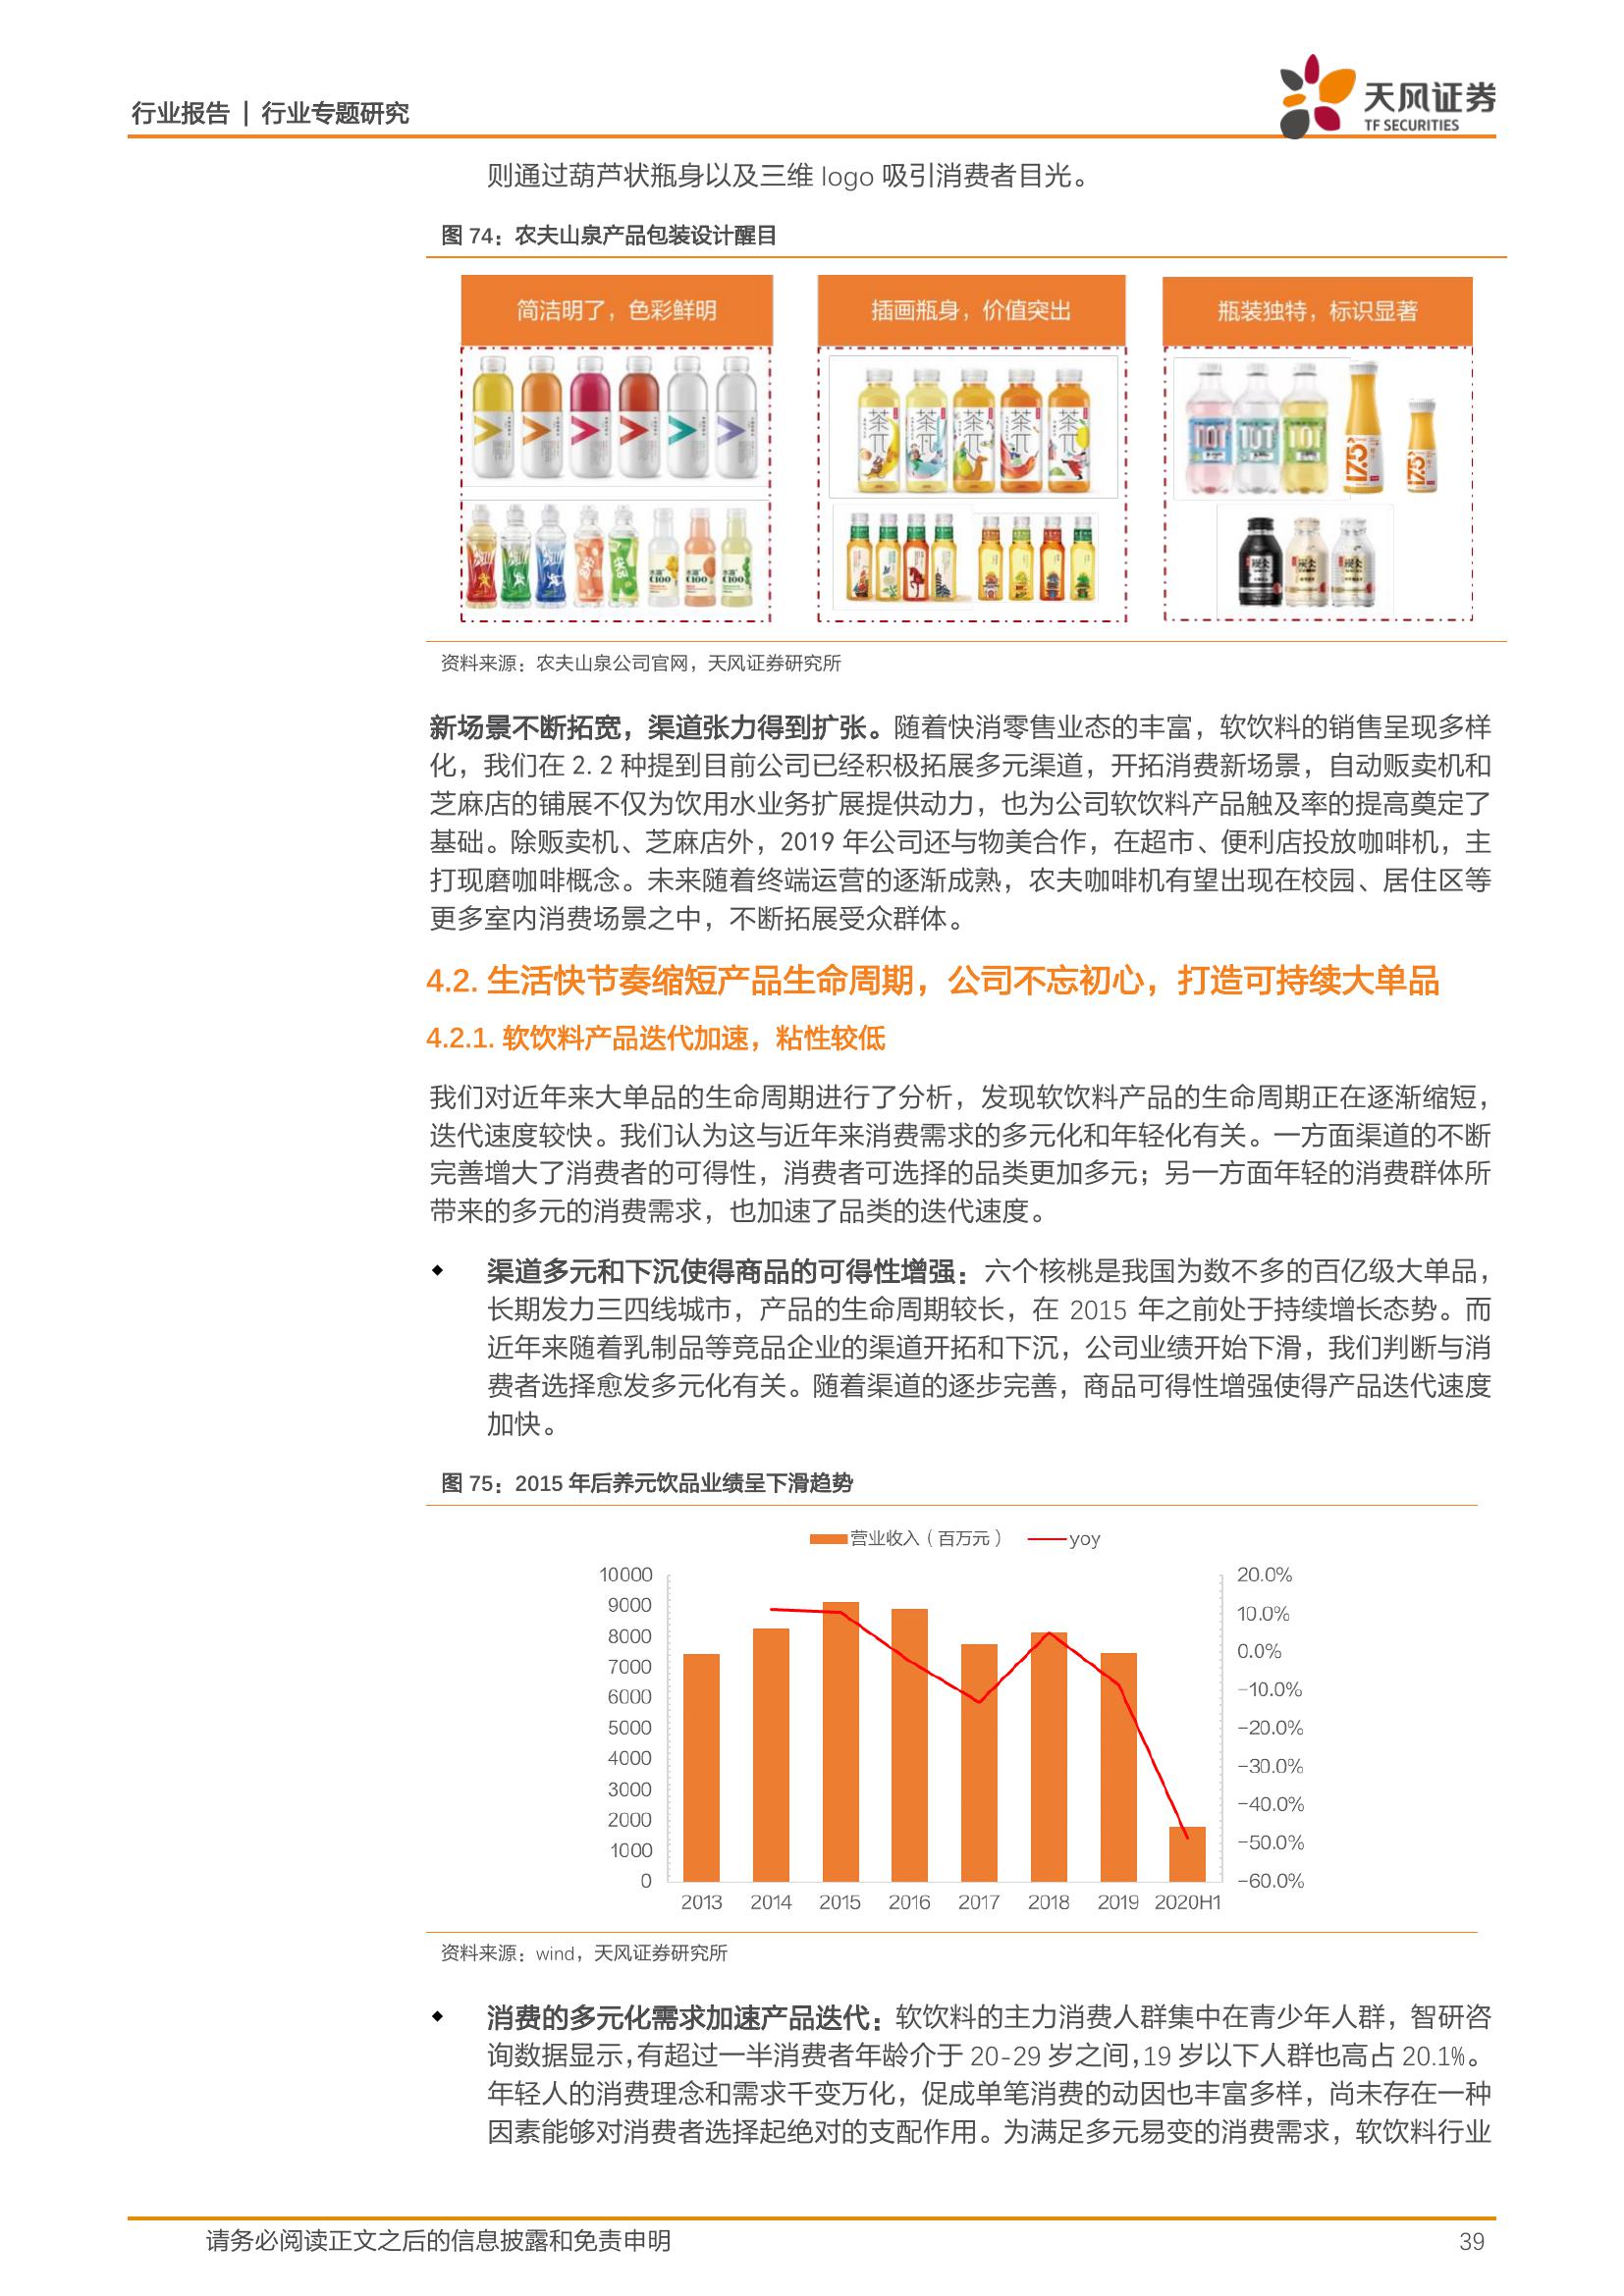 行业报告 | 行业专题研究
天风证券
TF SECURITIES
则通过葫芦状瓶身以及三维 logo 吸引消费者目光。
图 74：农夫山泉产品包装设计醒目
简洁明了，色彩鲜明
插画瓶身，价值突出
瓶装独特，标识显著
茶π 茶π 茶π 茶π 茶π
17.5
C100 C100 C100
资料来源：农夫山泉公司官网，天风证券研究所
新场景不断拓宽，渠道张力得到扩张。随着快消零售业态的丰富，软饮料的销售呈现多样
化，我们在 2.2 种提到目前公司已经积极拓展多元渠道，开拓消费新场景，自动贩卖机和
芝麻店的铺展不仅为饮用水业务扩展提供动力，也为公司软饮料产品触及率的提高奠定了
基础。除贩卖机、芝麻店外，2019 年公司还与物美合作，在超市、便利店投放咖啡机，主
打现磨咖啡概念。未来随着终端运营的逐渐成熟，农夫咖啡机有望出现在校园、居住区等
更多室内消费场景之中，不断拓展受众群体。
4.2. 生活快节奏缩短产品生命周期，公司不忘初心，打造可持续大单品
4.2.1. 软饮料产品迭代加速，粘性较低
我们对近年来大单品的生命周期进行了分析，发现软饮料产品的生命周期正在逐渐缩短，
迭代速度较快。我们认为这与近年来消费需求的多元化和年轻化有关。一方面渠道的不断
完善增大了消费者的可得性，消费者可选择的品类更加多元；另一方面年轻的消费群体所
带来的多元的消费需求，也加速了品类的迭代速度。
◆ 渠道多元和下沉使得商品的可得性增强：六个核桃是我国为数不多的百亿级大单品，
长期发力三四线城市，产品的生命周期较长，在 2015 年之前处于持续增长态势。而
近年来随着乳制品等竞品企业的渠道开拓和下沉，公司业绩开始下滑，我们判断与消
费者选择愈发多元化有关。随着渠道的逐步完善，商品可得性增强使得产品迭代速度
加快。
图 75：2015 年后养元饮品业绩呈下滑趋势
营业收入（百万元） yoy
10000 20.0%
9000 10.0%
8000 0.0%
7000 -10.0%
6000 -20.0%
5000 -30.0%
4000 -40.0%
3000 -50.0%
2000 -60.0%
1000
0
2013 2014 2015 2016 2017 2018 2019 2020H1
资料来源：wind，天风证券研究所
◆ 消费的多元化需求加速产品迭代：软饮料的主力消费人群集中在青少年人群，智研咨
询数据显示，有超过一半消费者年龄介于 20-29 岁之间，19 岁以下人群也高占 20.1%。
年轻人的消费理念和需求千变万化，促成单笔消费的动因也丰富多样，尚未存在一种
因素能够对消费者选择起绝对的支配作用。为满足多元易变的消费需求，软饮料行业
请务必阅读正文之后的信息披露和免责申明 39